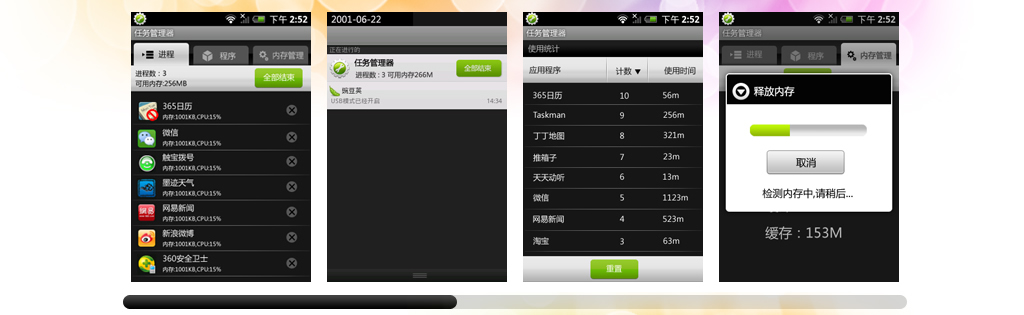 下午 2:52
任务管理器
进程
程序
内存管理
进程数：3
可用内存:256MB
全部结束
365日历
内存:1001KB,CPU:15%
微信
内存:1001KB,CPU:15%
触宝拨号
内存:1001KB,CPU:15%
墨迹天气
内存:1001KB,CPU:15%
网易新闻
内存:1001KB,CPU:15%
新浪微博
内存:1001KB,CPU:15%
360安全卫士
内存:1001KB,CPU:15%
2001-06-22
正在进行的
任务管理器
进程数：3 可用内存266M
全部结束
豌豆荚
USB模式已经开启 14:34
下午 2:52
任务管理器
使用统计
应用程序 计数▼ 使用时间
365日历 10 56m
Taskman 9 256m
丁丁地图 8 321m
推箱子 7 23m
天天动听 6 13m
微信 5 1123m
网易新闻 4 523m
淘宝 3 63m
重置
下午 2:52
任务管理器
进程
程序
内存管理
释放内存
取消
检测内存中,请稍后...
缓存：153M